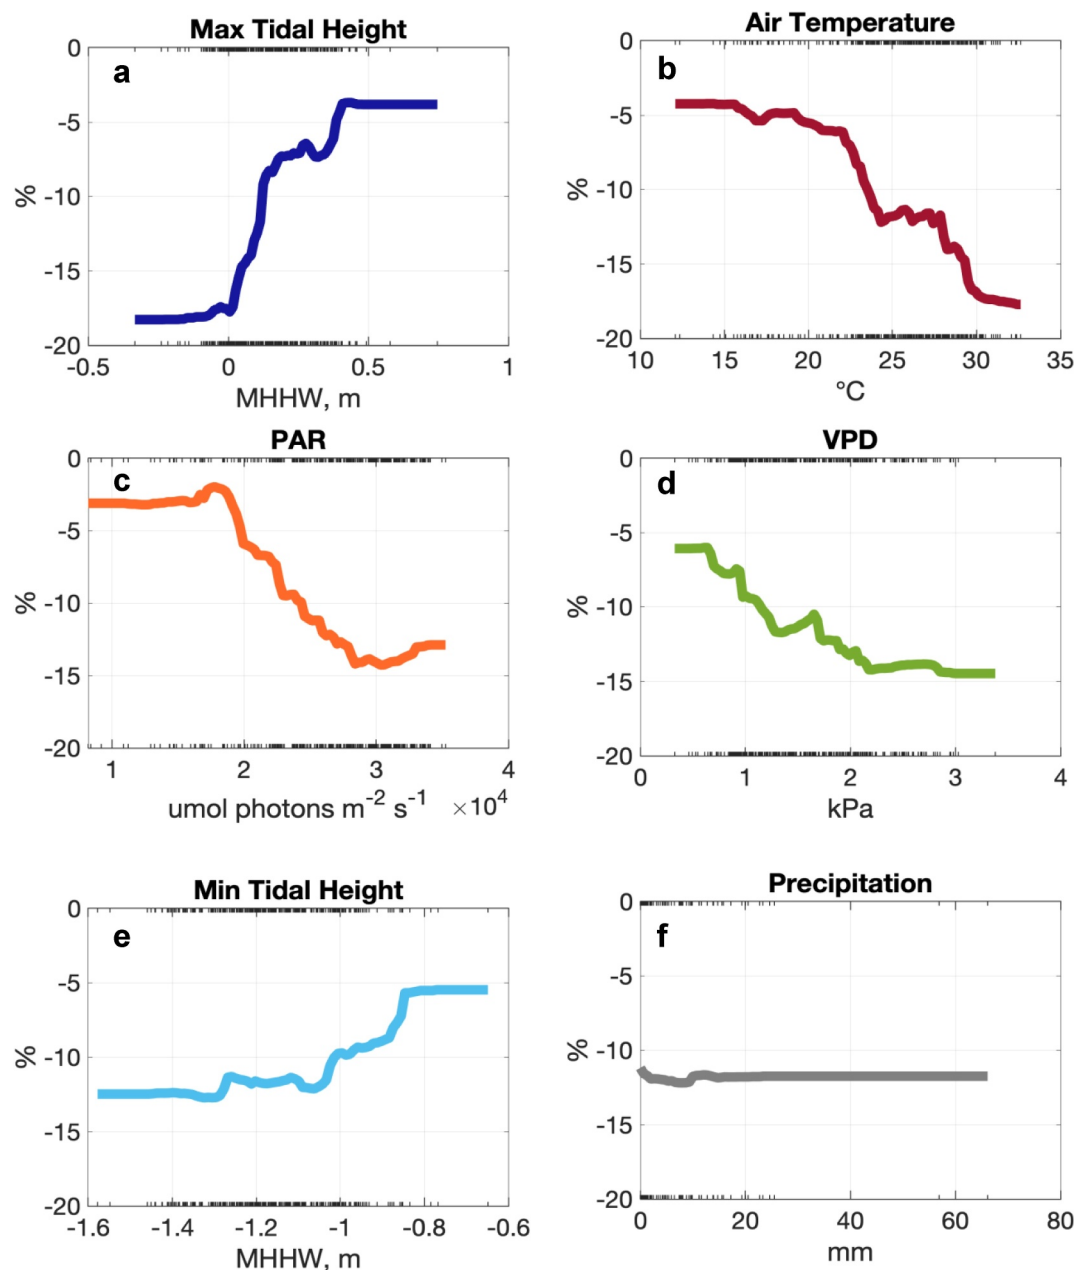 Max Tidal Height
a
0
-5
-10
-15
-20
%
-0.5 0 0.5 1
MHHW, m
Air Temperature
b
0
-5
-10
-15
-20
%
10 15 20 25 30 35
°C
PAR
c
0
-5
-10
-15
-20
%
1 2 3 4
umol photons m⁻² s⁻¹ ×10⁴
VPD
d
0
-5
-10
-15
-20
%
0 1 2 3 4
kPa
Min Tidal Height
e
0
-5
-10
-15
-20
%
-1.6 -1.4 -1.2 -1 -0.8 -0.6
MHHW, m
Precipitation
f
0
-5
-10
-15
-20
%
0 20 40 60 80
mm